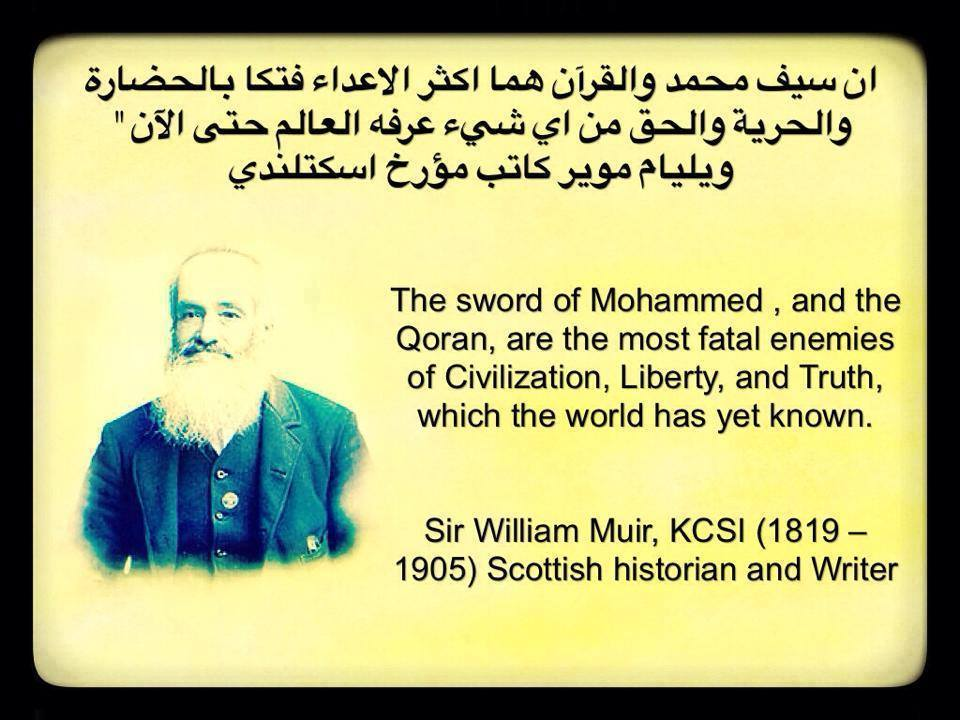 ان سيف محمد والقرآن هما اكثر الاعداء فتكا بالحضارة
والحرية والحق من اي شيء عرفه العالم حتى الآن"
ويليام موير كاتب مؤرخ اسكتلندي
The sword of Mohammed , and the
Qoran, are the most fatal enemies
of Civilization, Liberty, and Truth,
which the world has yet known.
Sir William Muir, KCSI (1819 –
1905) Scottish historian and Writer